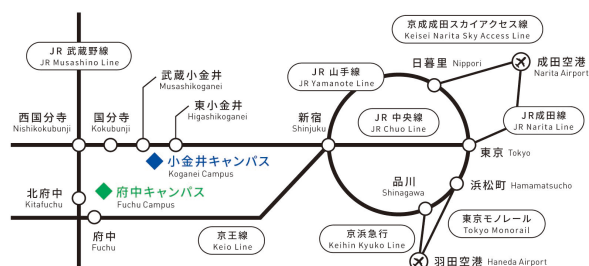 京成成田スカイアクセス線
Keisei Narita Sky Access Line
JR 武蔵野線
JR Musashino Line
武蔵小金井
Musashikoganei
JR 山手線
JR Yamanote Line
日暮里 Nippori
成田空港
Narita Airport
東小金井
Higashikoganei
西国分寺
Nishikokubunji
国分寺
Kokubunji
新宿
Shinjuku
JR 中央線
JR Chuo Line
JR成田線
JR Narita Line
東京 Tokyo
小金井キャンパス
Koganei Campus
北府中
Kitafuchu
府中キャンパス
Fuchu Campus
品川
Shinagawa
浜松町 Hamamatsucho
府中
Fuchu
京王線
Keio Line
京浜急行
Keihin Kyuko Line
東京モノレール
Tokyo Monorail
羽田空港 Haneda Airport